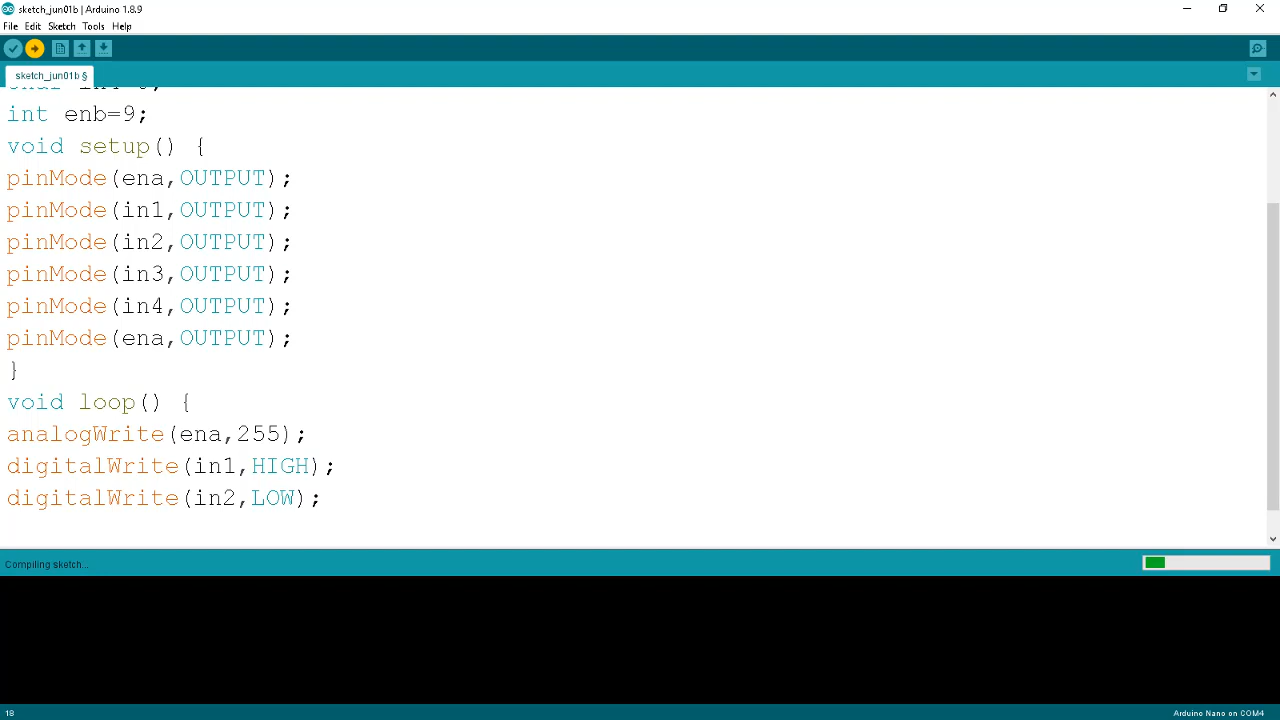 sketch_jun01b | Arduino 1.8.9
File Edit Sketch Tools Help
sketch_jun01b §
int enb=9;
void setup() {
pinMode(ena,OUTPUT);
pinMode(in1,OUTPUT);
pinMode(in2,OUTPUT);
pinMode(in3,OUTPUT);
pinMode(in4,OUTPUT);
pinMode(ena,OUTPUT);
}
void loop() {
analogWrite(ena,255);
digitalWrite(in1,HIGH);
digitalWrite(in2,LOW);
Compiling sketch...
18
Arduino Nano on COM4